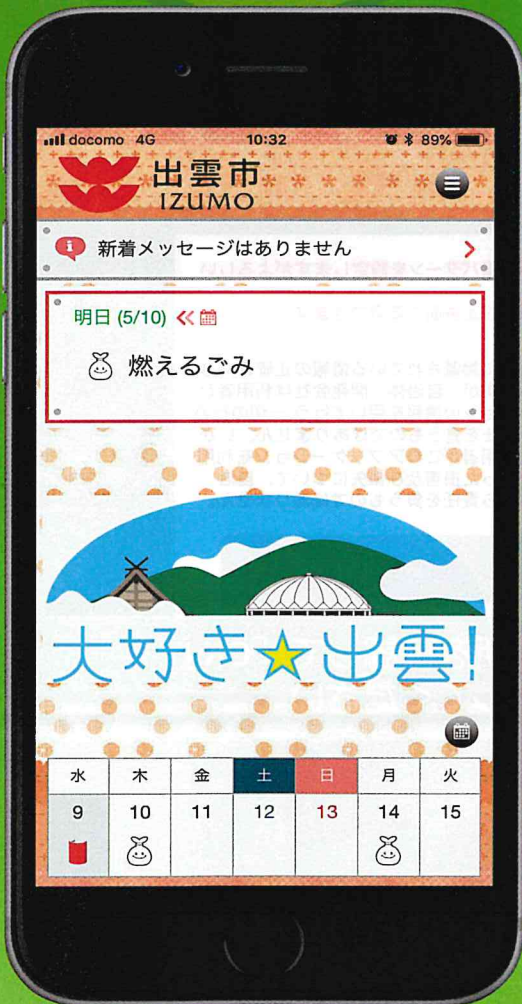 docomo 4G 10:32 89%
出雲市
IZUMO
新着メッセージはありません
明日 (5/10)
燃えるごみ
大好き★出雲!
水 木 金 土 日 月 火
9 10 11 12 13 14 15